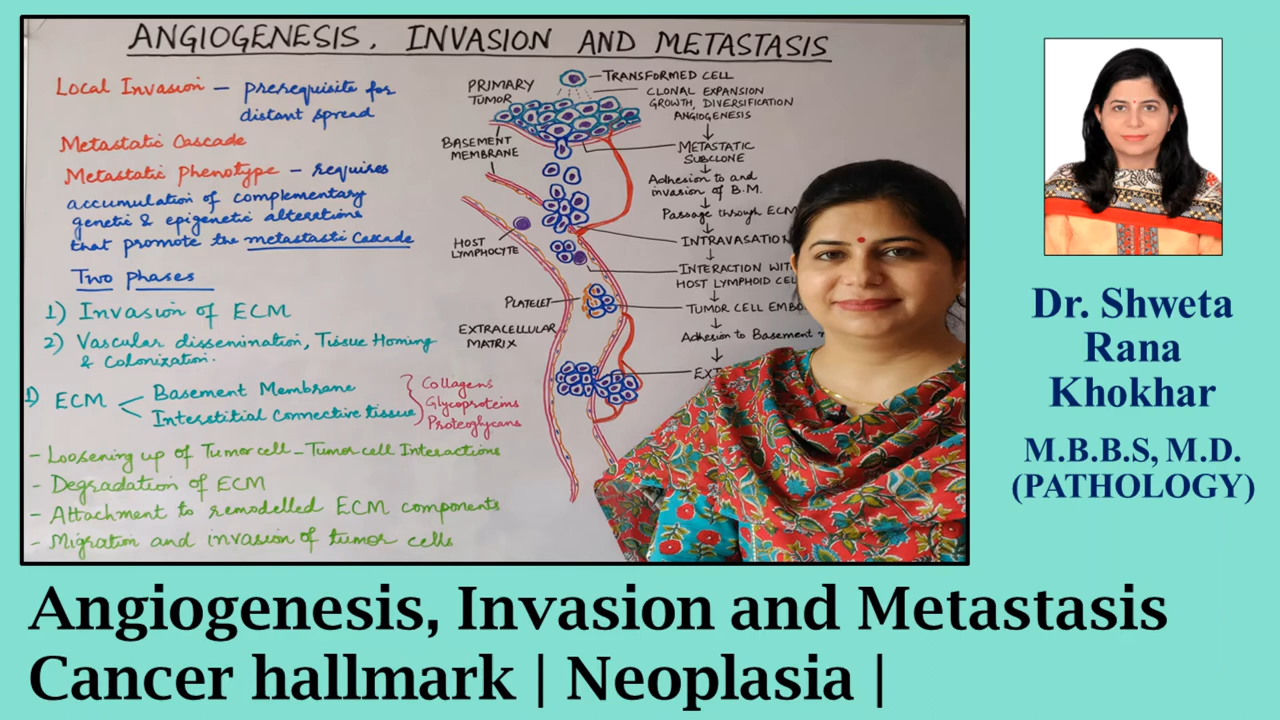 ANGIOGENESIS, INVASION AND METASTASIS
Local Invasion – prerequisite for
distant spread
Metastatic Cascade
Metastatic Phenotype – requires
accumulation of complementary
genetic & epigenetic alterations
that promote the metastatic Cascade
Two phases
1) Invasion of ECM
2) Vascular dissemination, Tissue Homing
& Colonization.
1) ECM < Basement Membrane
Interstitial Connective tissue
Collagens
Glycoproteins
Proteoglycans
– Loosening up of Tumor cell – Tumor cell Interactions
– Degradation of ECM
– Attachment to remodelled ECM components
– Migration and invasion of tumor cells
PRIMARY
TUMOR
BASEMENT
MEMBRANE
HOST
LYMPHOCYTE
PLATELET
EXTRACELLULAR
MATRIX
TRANSFORMED CELL
CLONAL EXPANSION
GROWTH, DIVERSIFICATION
ANGIOGENESIS
METASTATIC
SUBCLONE
Adhesion to and
invasion of B.M.
Passage through ECM
INTRAVASATION
INTERACTION WIT
HOST LYMPHOID CEL
TUMOR CELL EMBO
Adhesion to Basement
EXT
Dr. Shweta
Rana
Khokhar
M.B.B.S, M.D.
(PATHOLOGY)
Angiogenesis, Invasion and Metastasis
Cancer hallmark | Neoplasia |